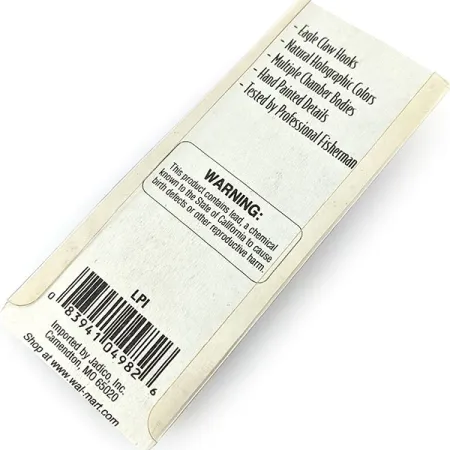 - Eagle Claw Hooks
- Natural Holographic Colors
- Multiple Chamber Bodies
- Hand Painted Details
- Tested by Professional Fisherman
WARNING:
This product contains lead, a chemical
known to the State of California to cause
birth defects or other reproductive harm.
LPI
0 83941 04982 6
Imported by Jadico, Inc.
Camendton, MO 65020
Shop at www.wal-mart.com